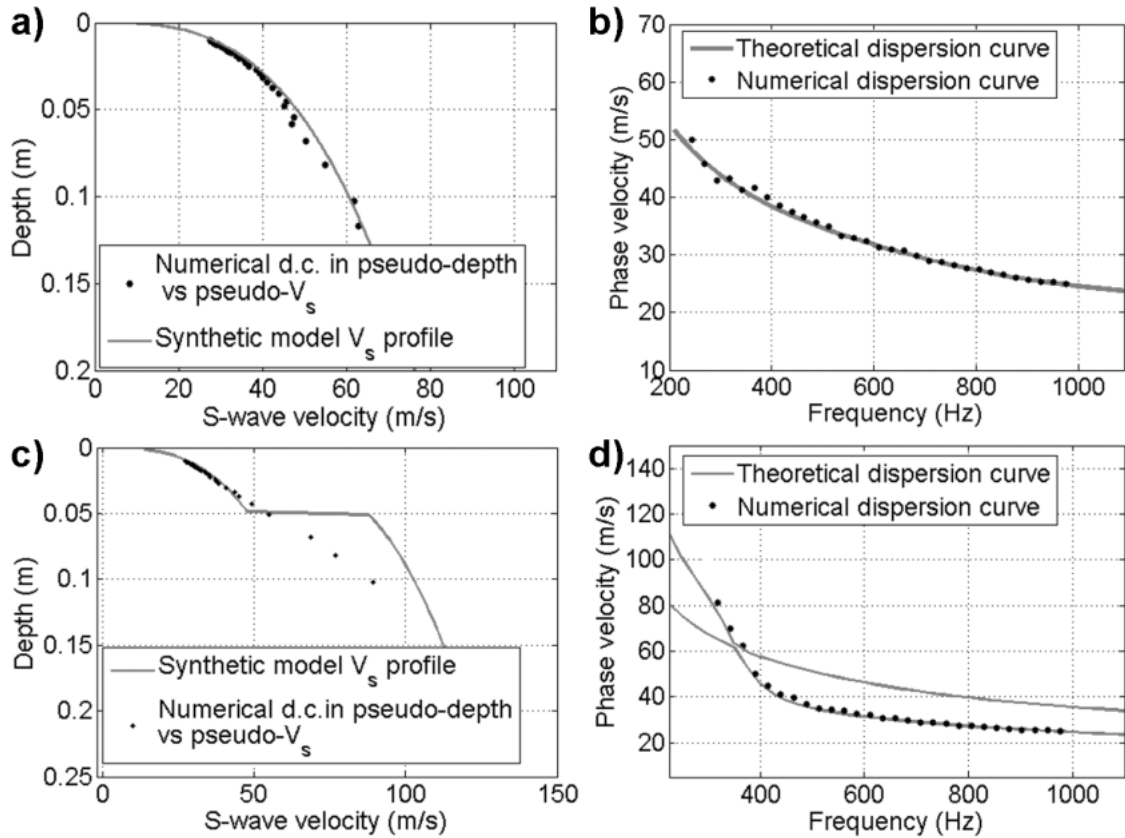 a)
0
0.05
0.1
0.15
0.2
Depth (m)
Numerical d.c. in pseudo-depth
vs pseudo-Vs
Synthetic model Vs profile
0 20 40 60 80 100
S-wave velocity (m/s)
b)
70
60
50
40
30
20
10
Phase velocity (m/s)
Theoretical dispersion curve
Numerical dispersion curve
200 400 600 800 1000
Frequency (Hz)
c)
0
0.05
0.1
0.15
0.2
0.25
Depth (m)
Synthetic model Vs profile
Numerical d.c.in pseudo-depth
vs pseudo-Vs
0 50 100 150
S-wave velocity (m/s)
d)
140
120
100
80
60
40
20
Phase velocity (m/s)
Theoretical dispersion curve
Numerical dispersion curve
400 600 800 1000
Frequency (Hz)